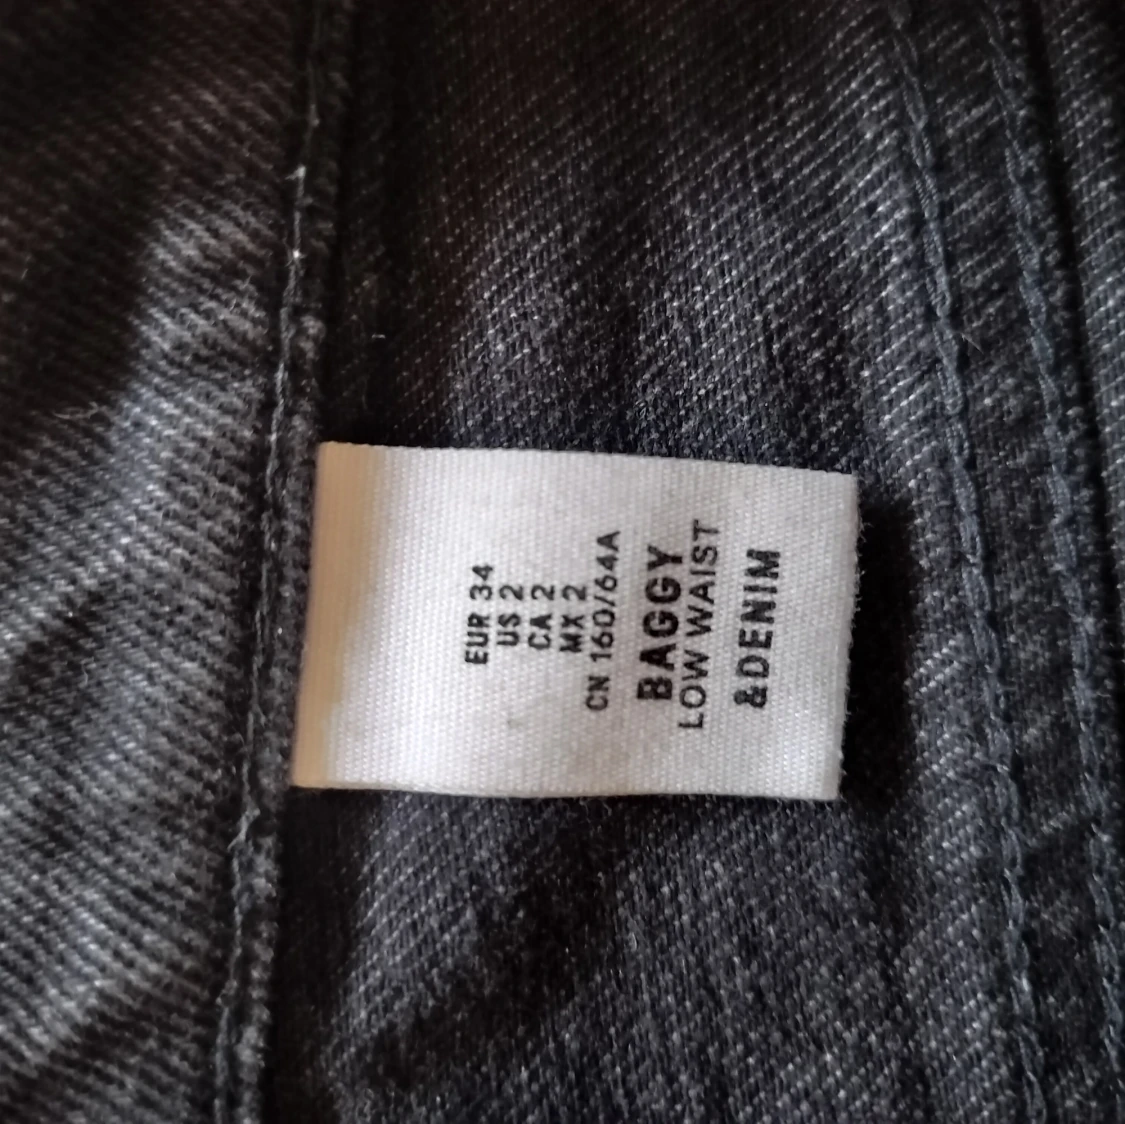 EUR 34
US 2
CA 2
MX 2
CN 160/64A
BAGGY
LOW WAIST
&DENIM